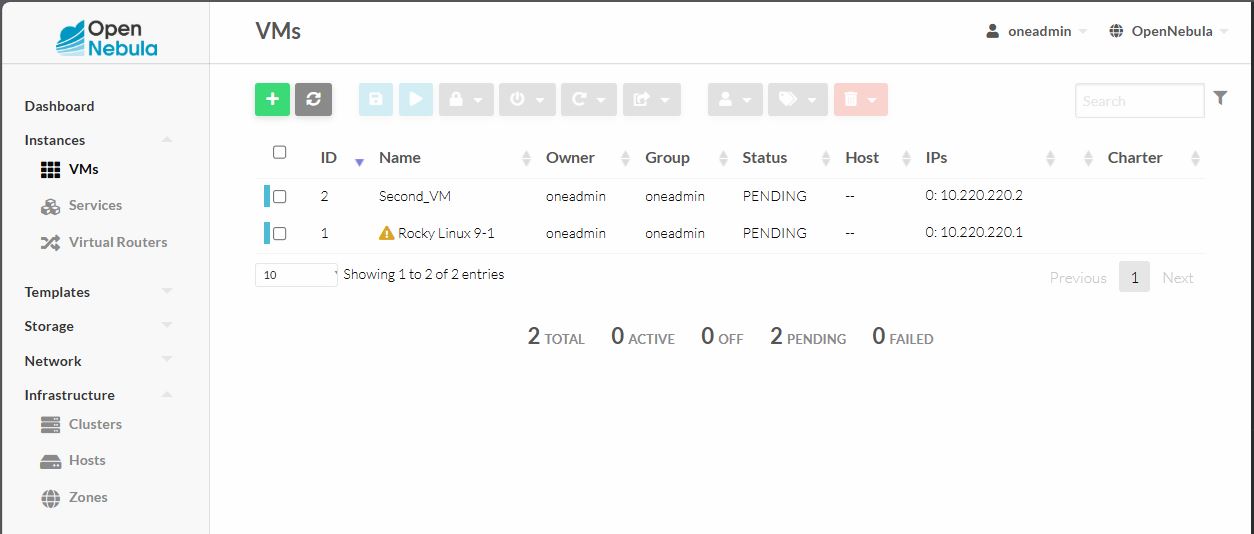 Open
Nebula
VMs
oneadmin
OpenNebula
Dashboard
Instances
VMs
Services
Virtual Routers
Templates
Storage
Network
Infrastructure
Clusters
Hosts
Zones
Search
ID Name Owner Group Status Host IPs Charter
2 Second_VM oneadmin oneadmin PENDING -- 0: 10.220.220.2
1 Rocky Linux 9-1 oneadmin oneadmin PENDING -- 0: 10.220.220.1
10 Showing 1 to 2 of 2 entries
Previous 1 Next
2 TOTAL 0 ACTIVE 0 OFF 2 PENDING 0 FAILED